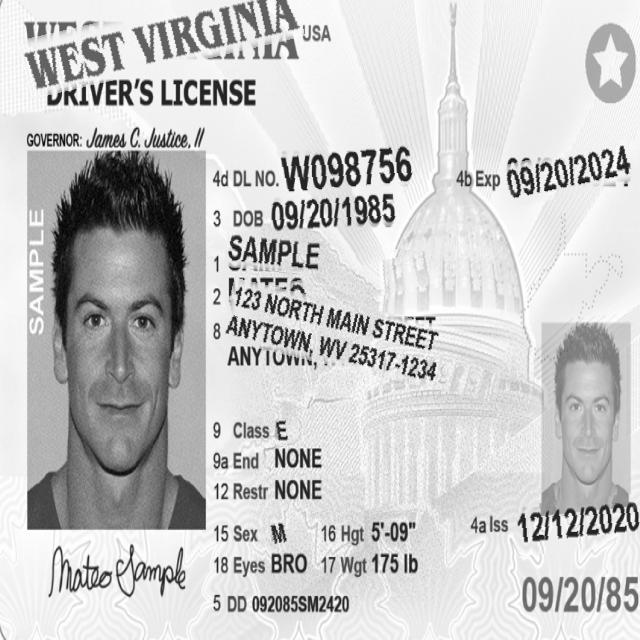 WEST VIRGINIA USA
DRIVER'S LICENSE
GOVERNOR: James C. Justice, II
4d DL NO. W098756
4b Exp 09/20/2024
3 DOB 09/20/1985
1 SAMPLE
2 MATEO
8 123 NORTH MAIN STREET
ANYTOWN, WV 25317-1234
ANYTOWN,
9 Class E
9a End NONE
12 Restr NONE
15 Sex M 16 Hgt 5'-09"
4a Iss 12/12/2020
18 Eyes BRO 17 Wgt 175 lb
5 DD 092085SM2420
09/20/85
SAMPLE
Mateo Sample